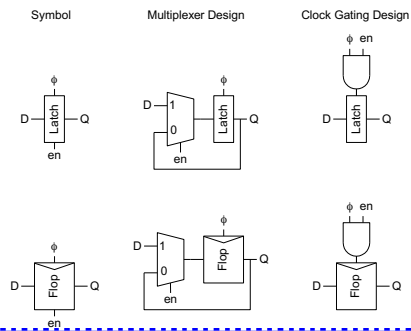 Symbol Multiplexer Design Clock Gating Design
ϕ en
ϕ ϕ
D 1
D Latch Q 0 Latch Q D Latch Q
en en
ϕ ϕ en
ϕ D 1
0 Flop Q
D Flop Q en D Flop Q
en